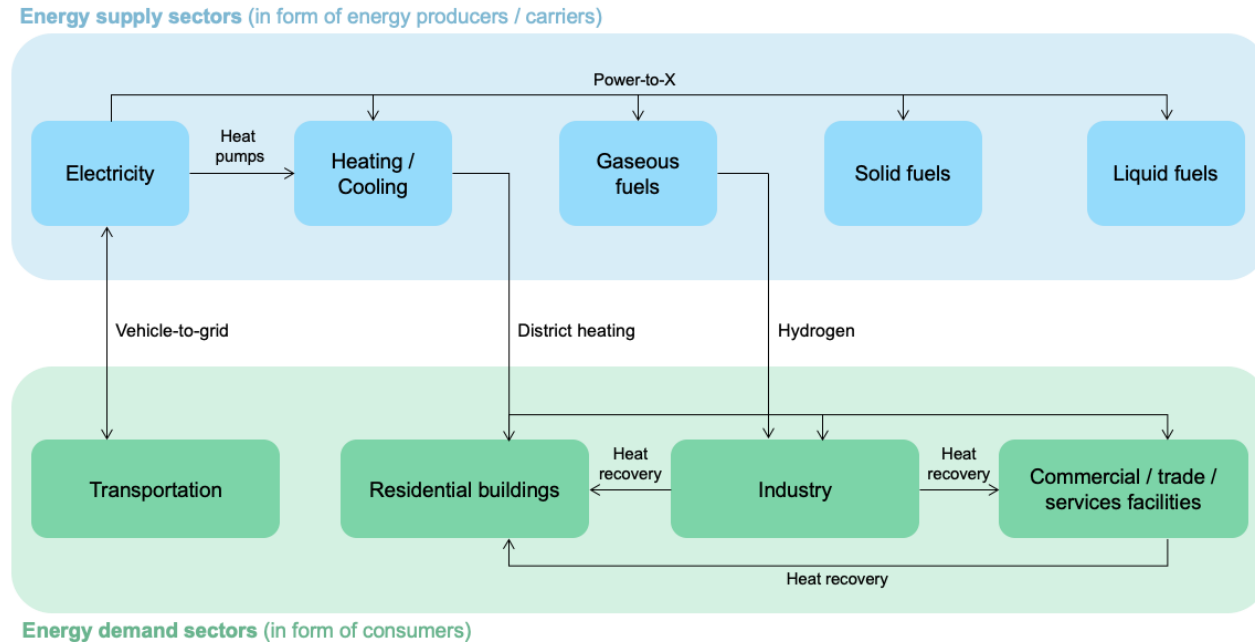 Energy supply sectors (in form of energy producers / carriers)
Power-to-X
Electricity
Heat
pumps
Heating /
Cooling
Gaseous
fuels
Solid fuels
Liquid fuels
Vehicle-to-grid
District heating
Hydrogen
Transportation
Residential buildings
Heat
recovery
Industry
Heat
recovery
Commercial / trade /
services facilities
Heat recovery
Energy demand sectors (in form of consumers)